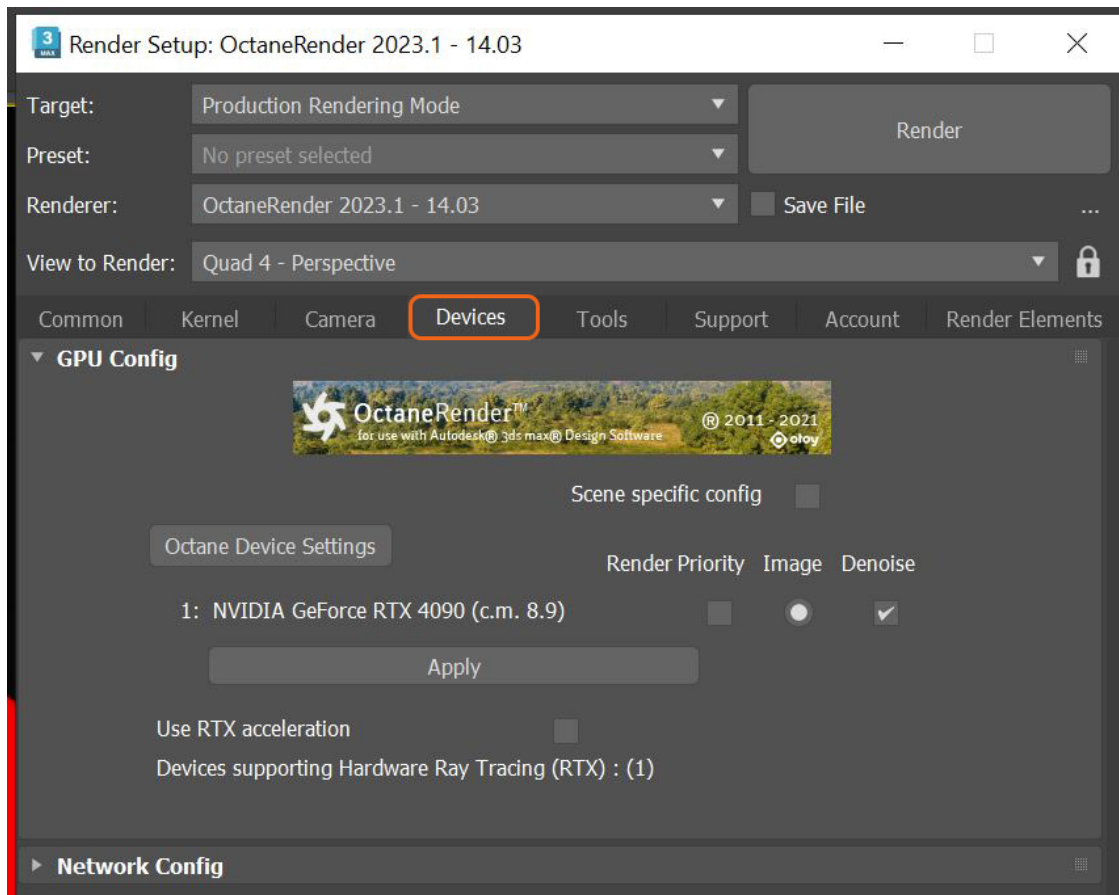 3
MAX
Render Setup: OctaneRender 2023.1 - 14.03
Target: Production Rendering Mode
Render
Preset: No preset selected
Renderer: OctaneRender 2023.1 - 14.03 Save File ...
View to Render: Quad 4 - Perspective
Common Kernel Camera Devices Tools Support Account Render Elements
GPU Config
OctaneRender™ ® 2011 - 2021
for use with Autodesk® 3ds max® Design Software otoy
Scene specific config
Octane Device Settings
Render Priority Image Denoise
1: NVIDIA GeForce RTX 4090 (c.m. 8.9)
Apply
Use RTX acceleration
Devices supporting Hardware Ray Tracing (RTX) : (1)
Network Config